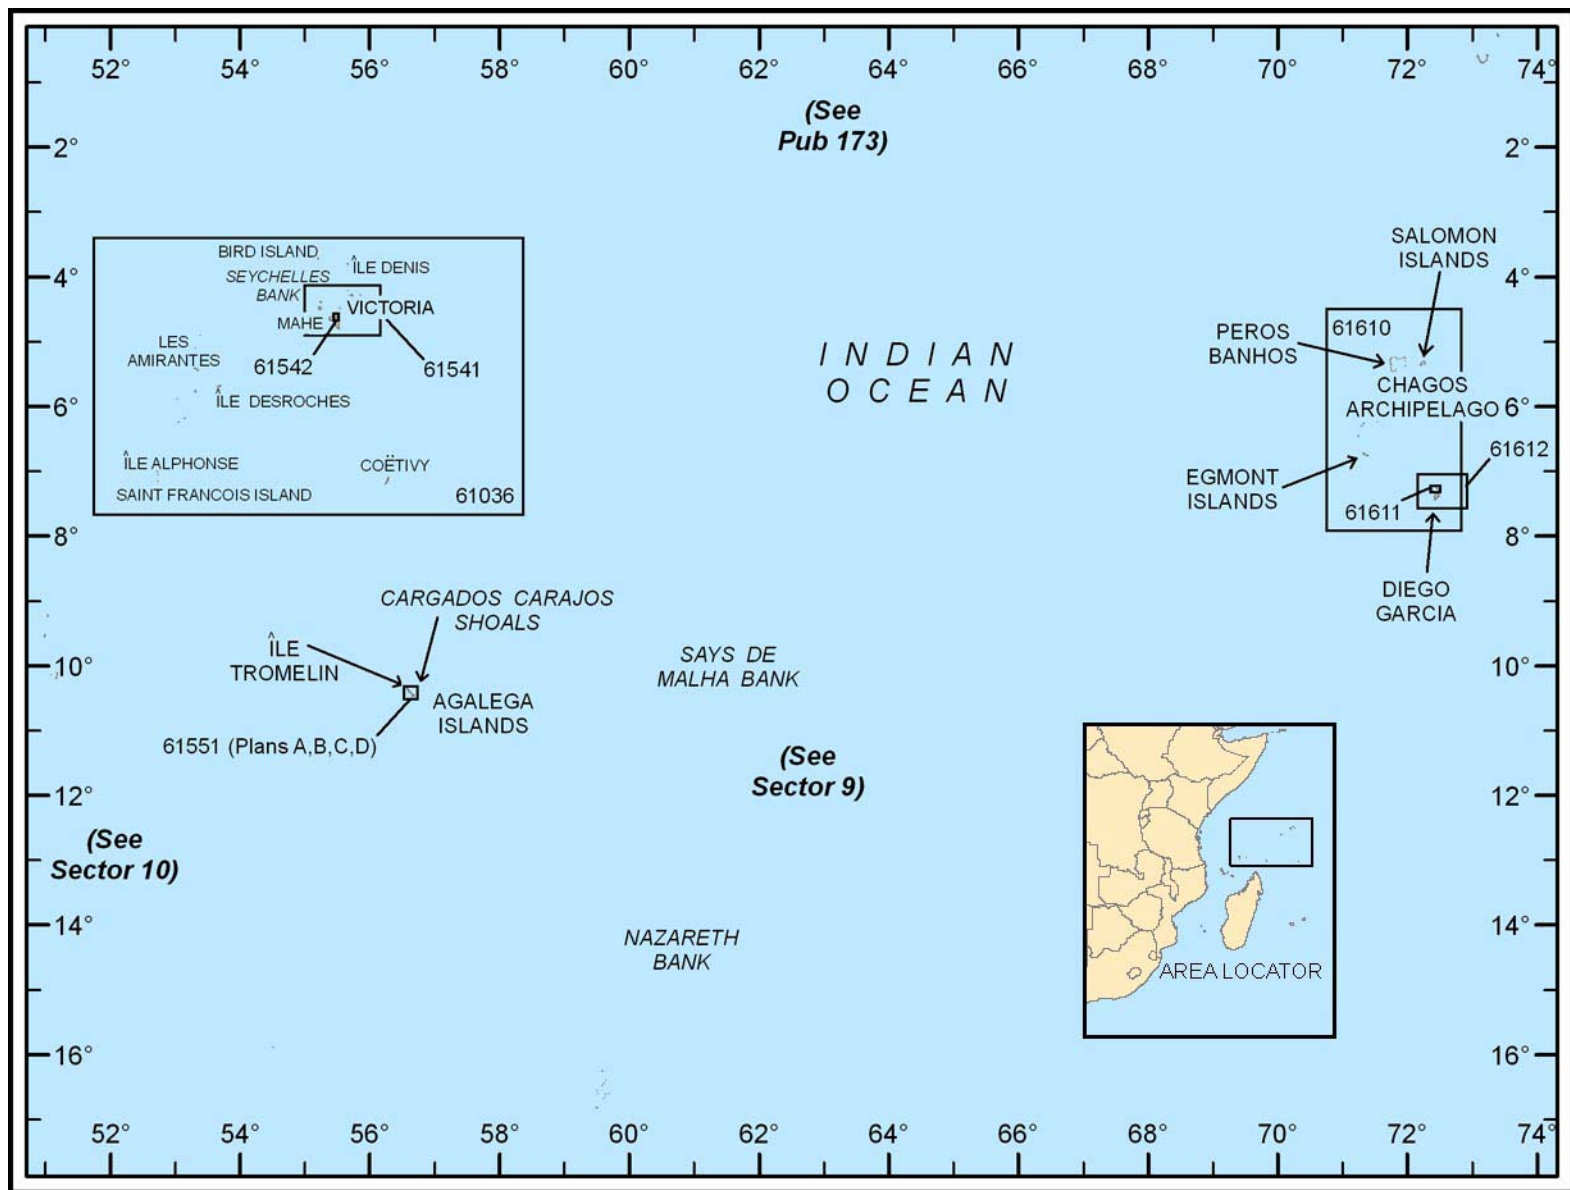 52° 54° 56° 58° 60° 62° 64° 66° 68° 70° 72° 74°
(See
Pub 173)
2° 2°
SALOMON
ISLANDS
BIRD ISLAND
ÎLE DENIS
SEYCHELLES
BANK
4° 4°
VICTORIA
MAHE
61610
PEROS
BANHOS
LES
AMIRANTES
61542
61541
INDIAN
OCEAN
CHAGOS
ARCHIPELAGO
ÎLE DESROCHES
6° 6°
61612
ÎLE ALPHONSE
COËTIVY
EGMONT
ISLANDS
SAINT FRANCOIS ISLAND
61036
61611
8° 8°
DIEGO
GARCIA
CARGADOS CARAJOS
SHOALS
ÎLE
TROMELIN
SAYS DE
MALHA BANK
10° 10°
AGALEGA
ISLANDS
61551 (Plans A,B,C,D)
(See
Sector 9)
12° 12°
(See
Sector 10)
14° 14°
NAZARETH
BANK
AREA LOCATOR
16° 16°
52° 54° 56° 58° 60° 62° 64° 66° 68° 70° 72° 74°